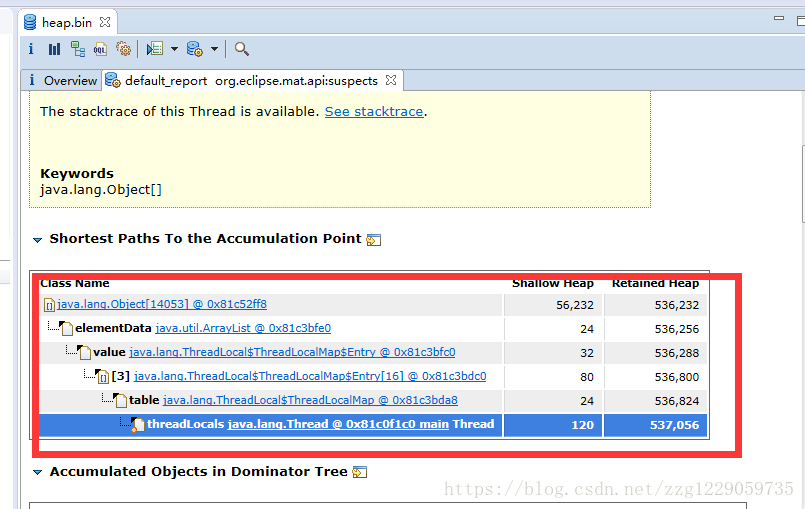 heap.bin
i OQL
i Overview default_report org.eclipse.mat.api:suspects
The stacktrace of this Thread is available. See stacktrace.
Keywords
java.lang.Object[]
Shortest Paths To the Accumulation Point
Class Name Shallow Heap Retained Heap
java.lang.Object[14053] @ 0x81c52ff8 56,232 536,232
elementData java.util.ArrayList @ 0x81c3bfe0 24 536,256
value java.lang.ThreadLocal$ThreadLocalMap$Entry @ 0x81c3bfc0 32 536,288
[3] java.lang.ThreadLocal$ThreadLocalMap$Entry[16] @ 0x81c3bdc0 80 536,800
table java.lang.ThreadLocal$ThreadLocalMap @ 0x81c3bda8 24 536,824
threadLocals java.lang.Thread @ 0x81c0f1c0 main Thread 120 537,056
Accumulated Objects in Dominator Tree
https://blog.csdn.net/zzg1229059735